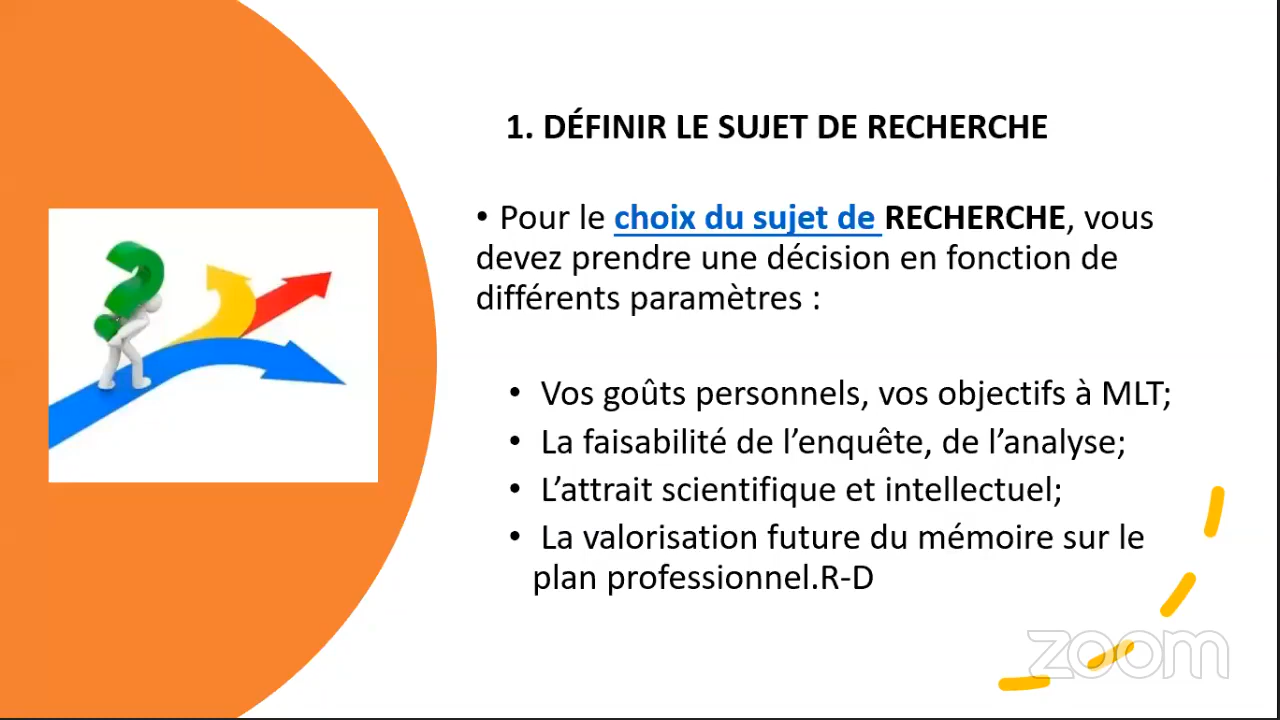 1. DÉFINIR LE SUJET DE RECHERCHE
• Pour le choix du sujet de RECHERCHE, vous
devez prendre une décision en fonction de
différents paramètres :
• Vos goûts personnels, vos objectifs à MLT;
• La faisabilité de l’enquête, de l’analyse;
• L’attrait scientifique et intellectuel;
• La valorisation future du mémoire sur le
plan professionnel.R-D
zoom